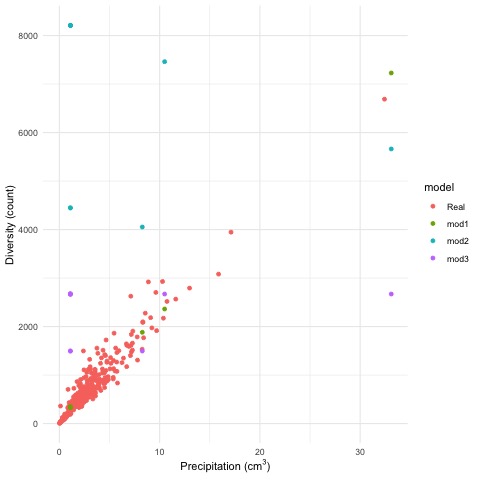 8000
6000
4000
2000
0
Diversity (count)
0
10
20
30
Precipitation (cm³)
model
Real
mod1
mod2
mod3